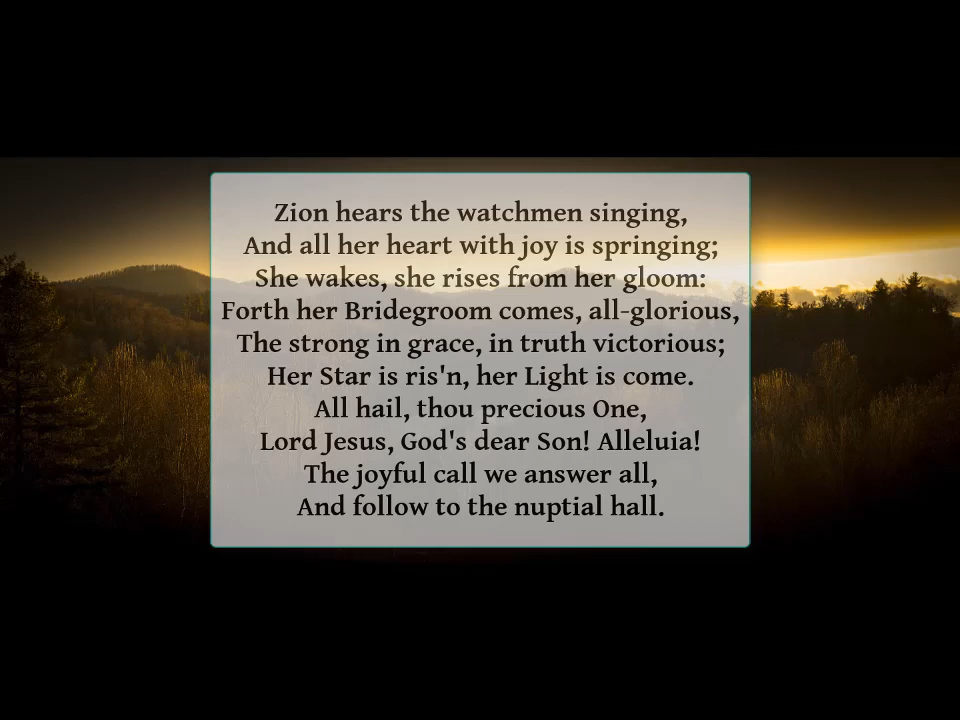 Zion hears the watchmen singing,
And all her heart with joy is springing;
She wakes, she rises from her gloom:
Forth her Bridegroom comes, all-glorious,
The strong in grace, in truth victorious;
Her Star is ris'n, her Light is come.
All hail, thou precious One,
Lord Jesus, God's dear Son! Alleluia!
The joyful call we answer all,
And follow to the nuptial hall.